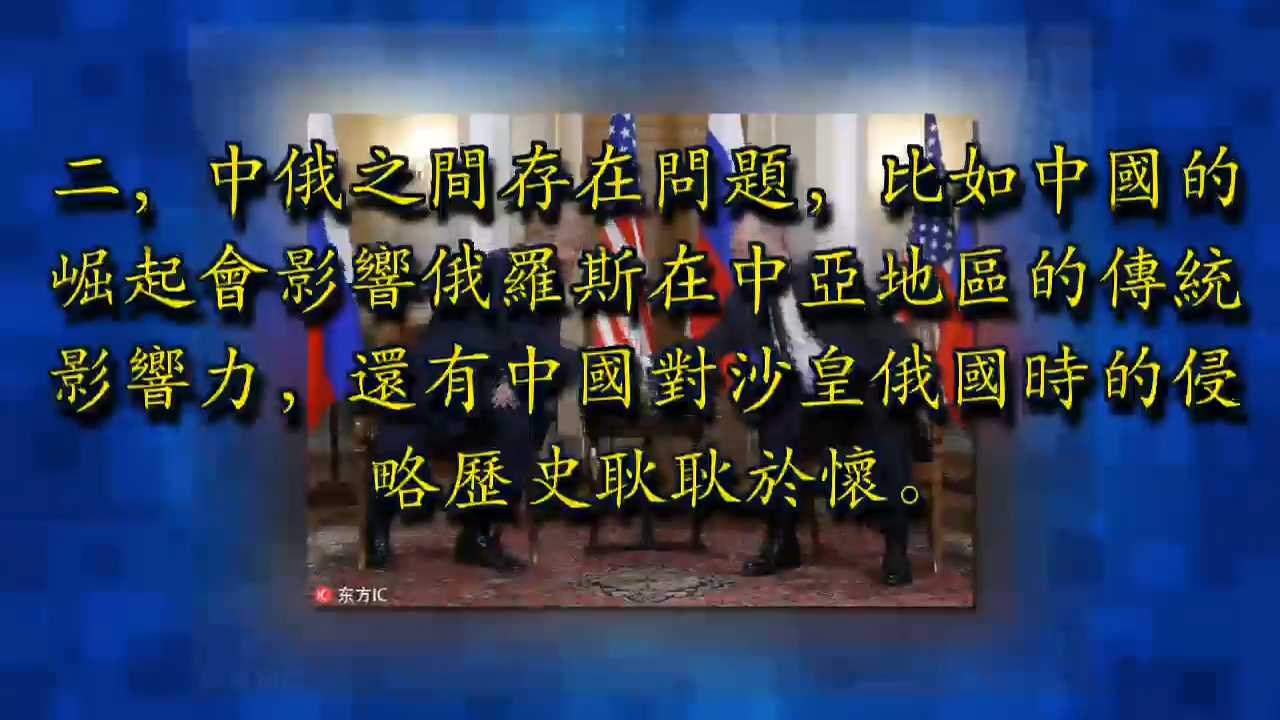 二，中俄之間存在問題，比如中國的
崛起會影響俄羅斯在中亞地區的傳統
影響力，還有中國對沙皇俄國時的侵
略歷史耿耿於懷。
IC 东方IC